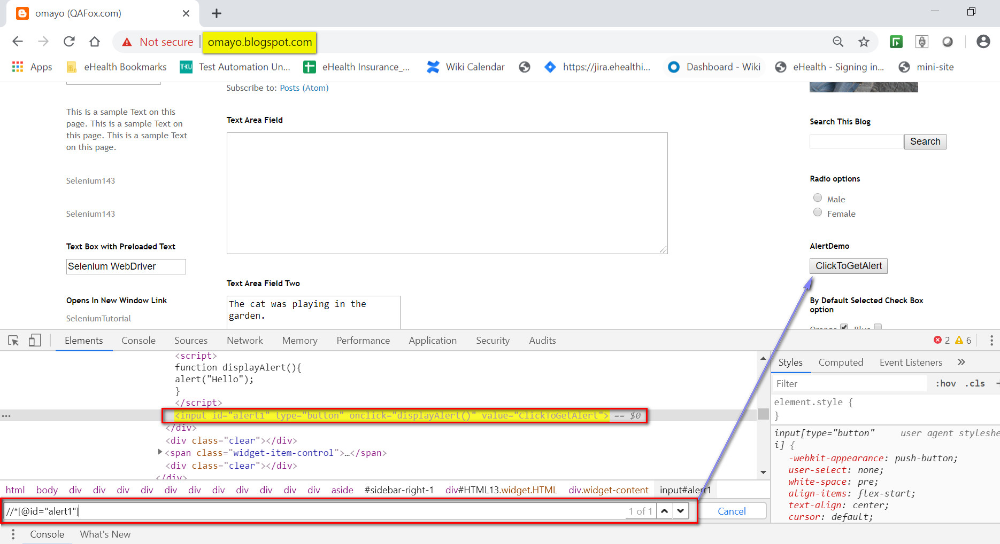 omayo (QAFox.com)
Not secure
omayo.blogspot.com
Apps
eHealth Bookmarks
TKU
Test Automation Un...
eHealth Insurance_...
Wiki Calendar
https://jira.ehealthi...
Dashboard - Wiki
eHealth - Signing in...
mini-site
This is a sample Text on this
page. This is a sample Text on
this page. This is a sample Text
on this page.
Selenium143
Selenium143
Text Box with Preloaded Text
Selenium WebDriver
Opens In New Window Link
SeleniumTutorial
Subscribe to: Posts (Atom)
Text Area Field
Text Area Field Two
The cat was playing in the
garden.
Search This Blog
Search
Radio options
Male
Female
AlertDemo
ClickToGetAlert
By Default Selected Check Box
option
Orange Blue
Elements Console Sources Network Memory Performance Application Security Audits
2 6
<script>
function displayAlert(){
alert("Hello");
}
</script>
... <input id="alert1" type="button" onclick="displayAlert()" value="ClickToGetAlert"> == $0
</div>
<div class="clear"></div>
<span class="widget-item-control">…</span>
<div class="clear"></div>
</div>
html body div div div div div div div div div div div aside #sidebar-right-1 div#HTML13.widget.HTML div.widget-content input#alert1
//*[@id="alert1"]
1 of 1
Cancel
Console What's New
Styles Computed Event Listeners »
Filter :hov .cls +
element.style {
}
input[type="button" user agent styleshe
i] {
-webkit-appearance: push-button;
user-select: none;
white-space: pre;
align-items: flex-start;
text-align: center;
cursor: default;